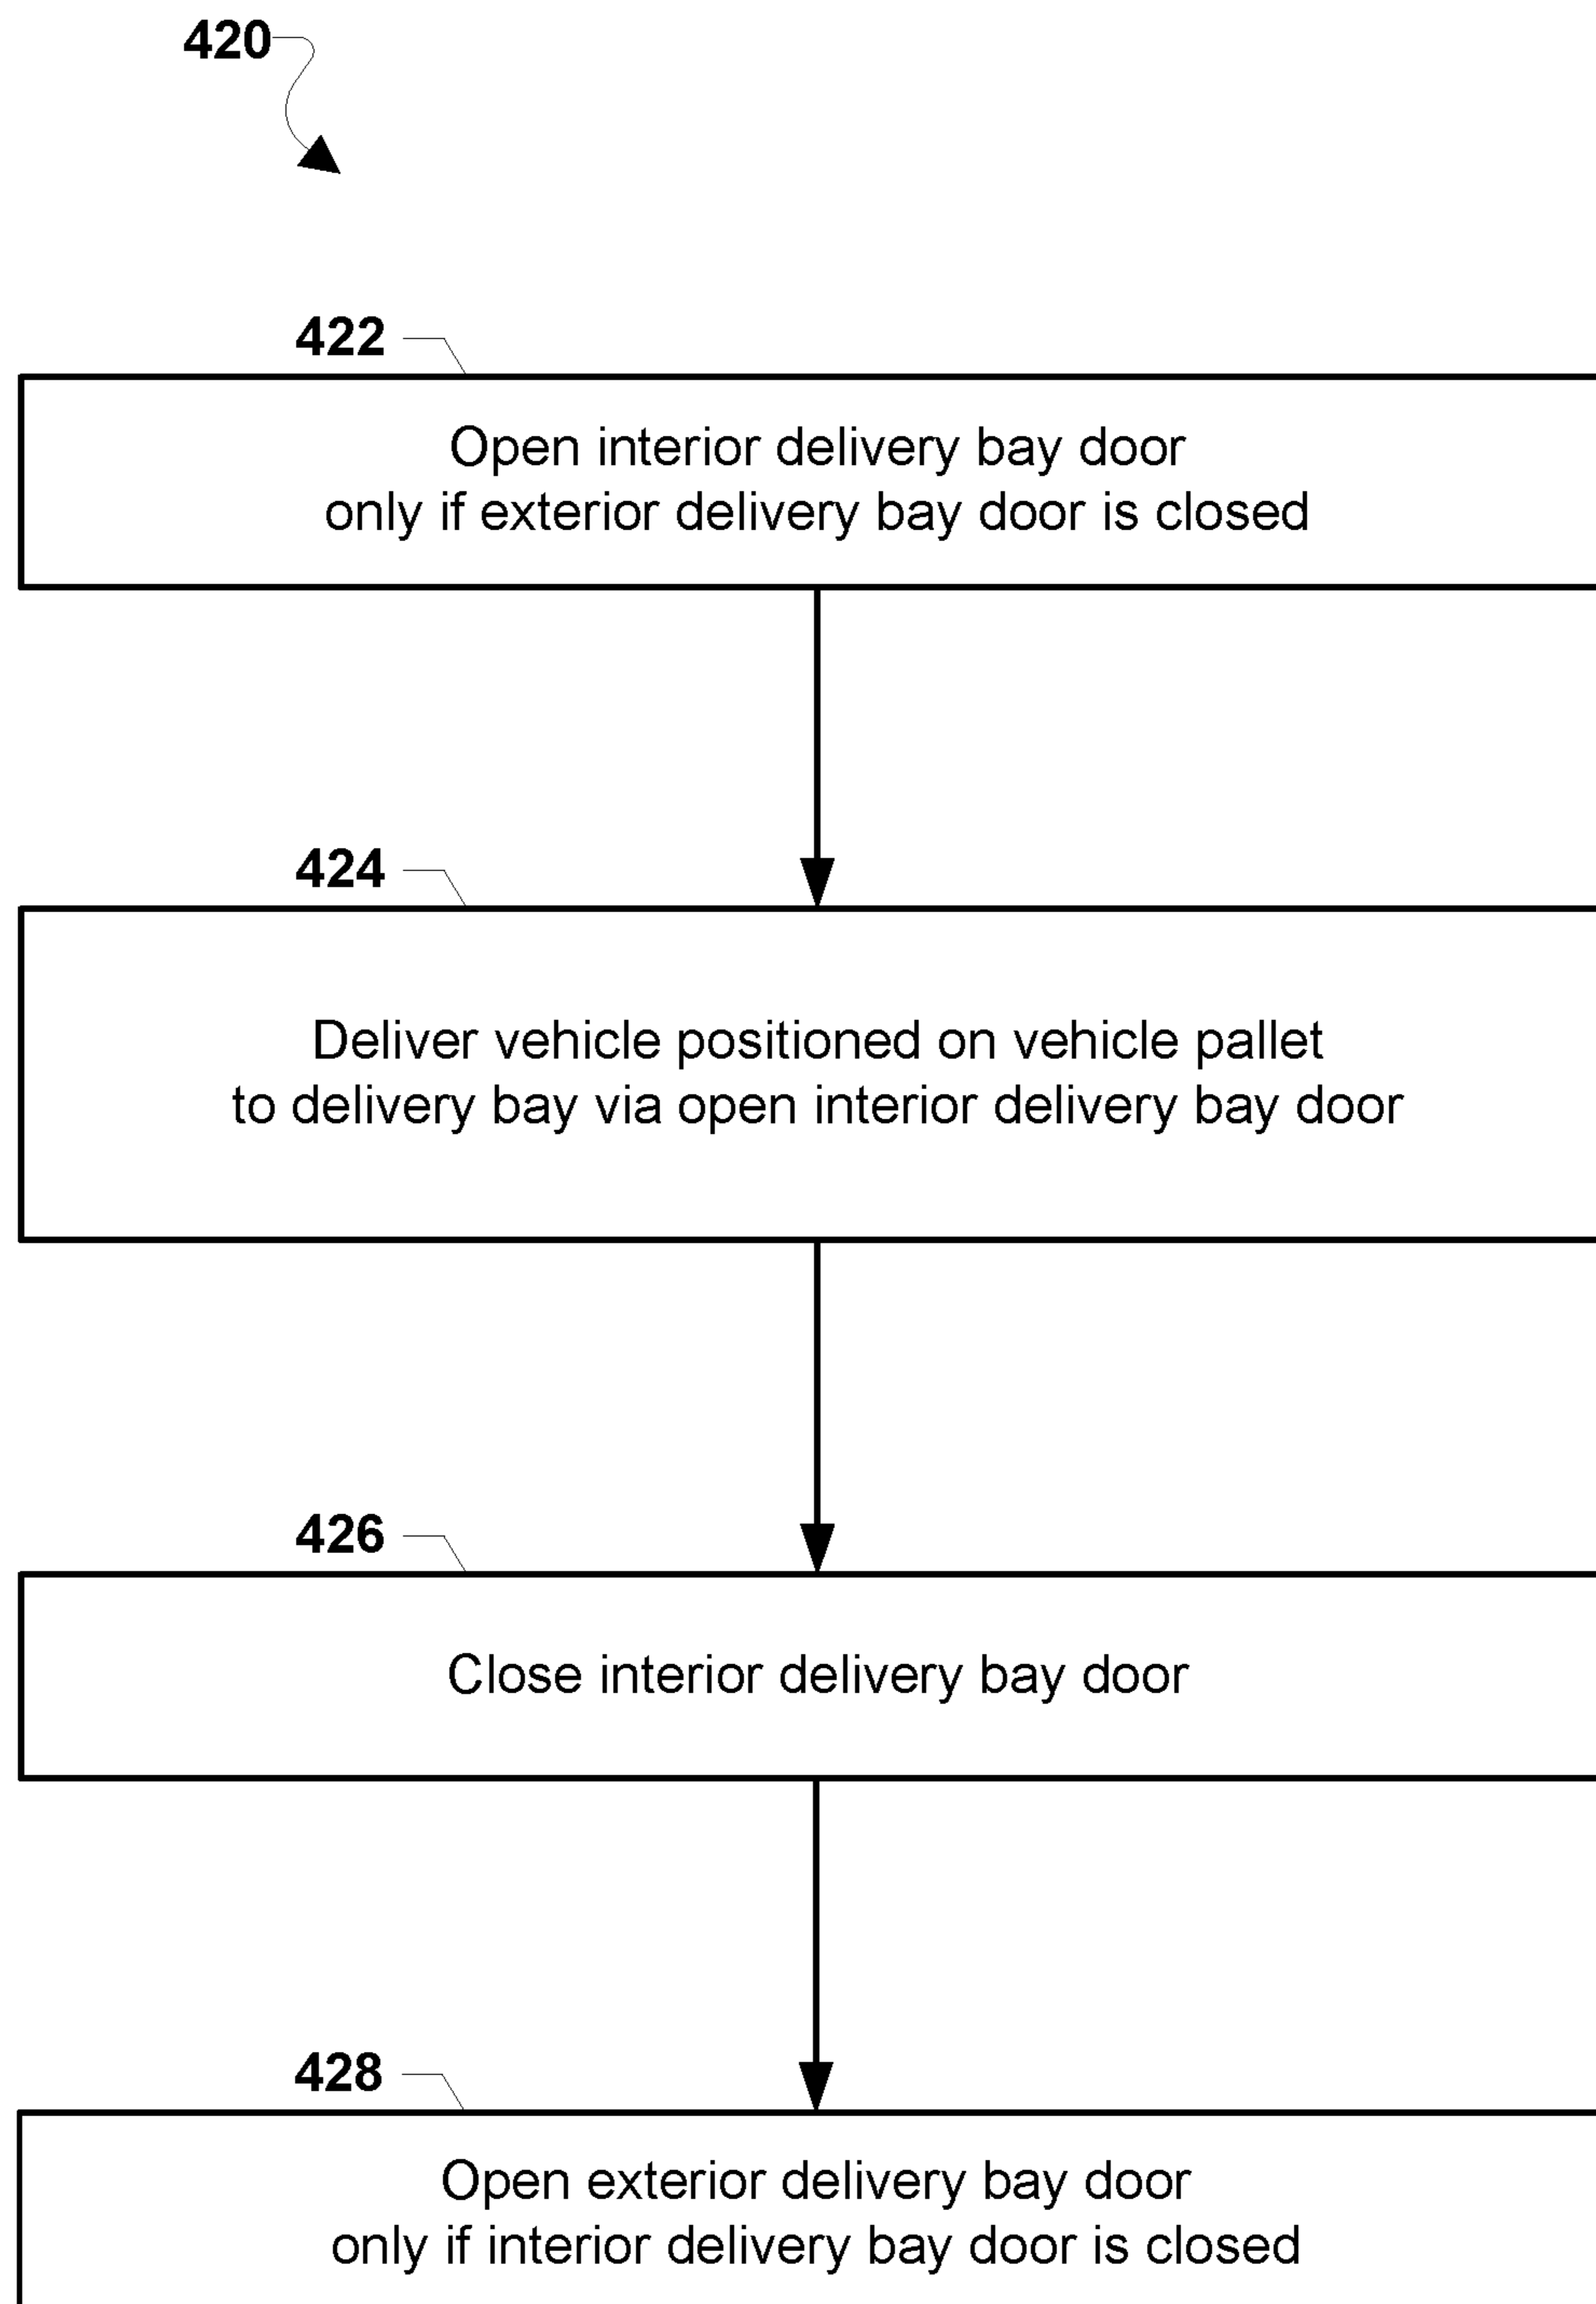 420
422
Open interior delivery bay door
only if exterior delivery bay door is closed
424
Deliver vehicle positioned on vehicle pallet
to delivery bay via open interior delivery bay door
426
Close interior delivery bay door
428
Open exterior delivery bay door
only if interior delivery bay door is closed